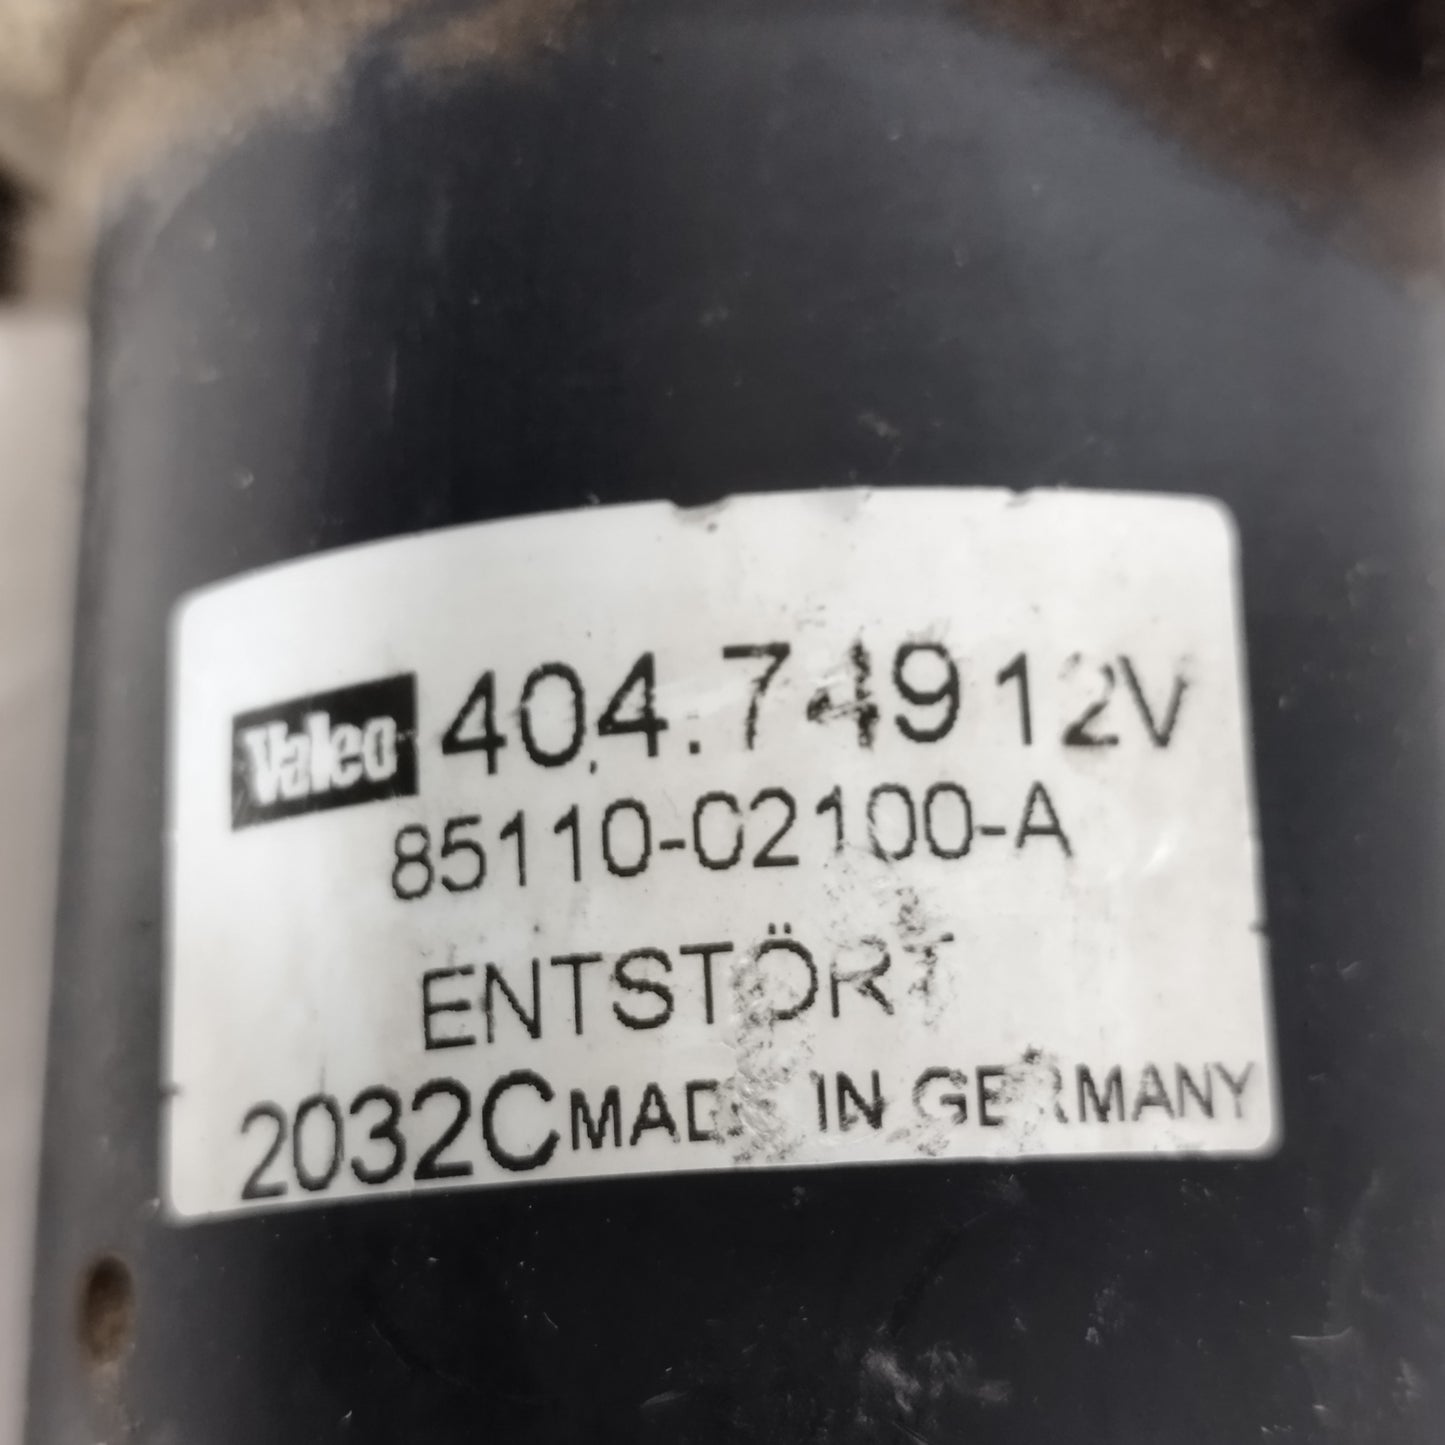 Valeo 404.749 12V
85110-02100-A
ENTSTÖRT
2032C MADE IN GERMANY